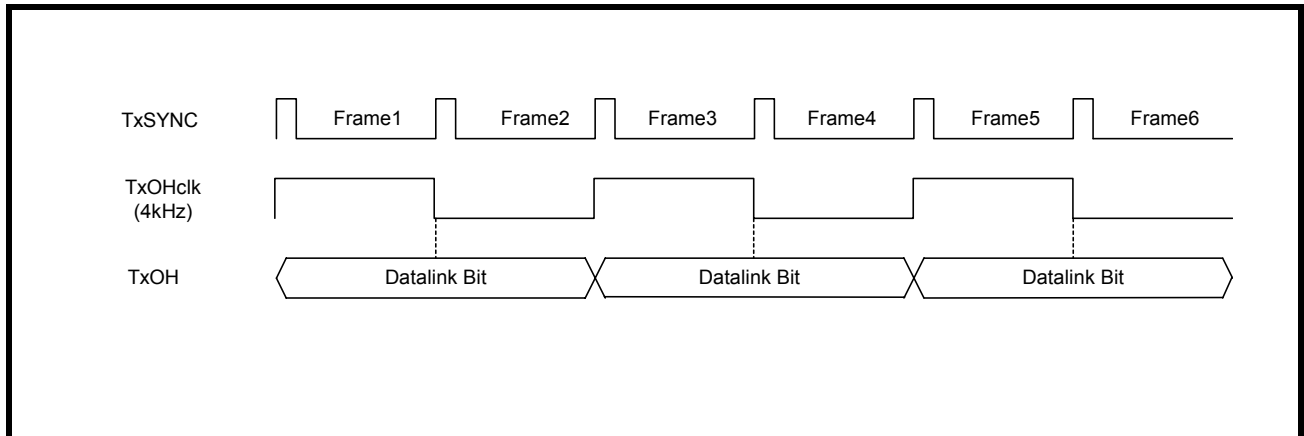 TxSYNC Frame1 Frame2 Frame3 Frame4 Frame5 Frame6
TxOHclk
(4kHz)
TxOH Datalink Bit Datalink Bit Datalink Bit